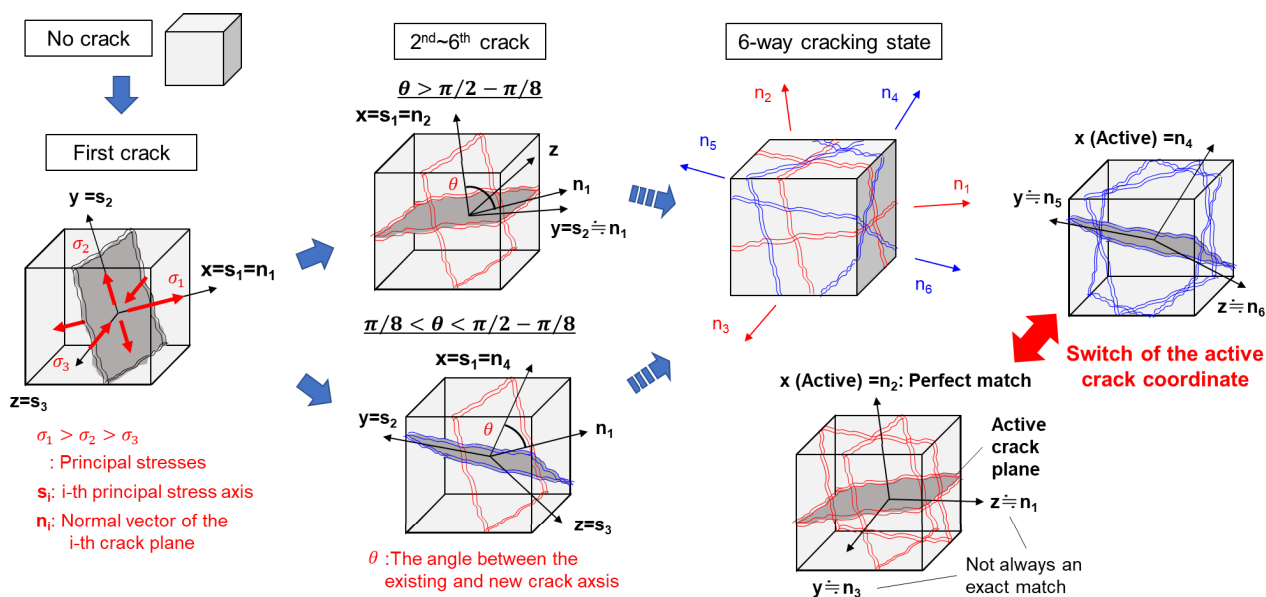 No crack
First crack
y =s₂
σ₂
x=s₁=n₁
σ₁
σ₃
z=s₃
σ₁ > σ₂ > σ₃
: Principal stresses
sᵢ: i-th principal stress axis
nᵢ: Normal vector of the
i-th crack plane
2ⁿᵈ~6ᵗʰ crack
θ > π/2 − π/8
x=s₁=n₂
z
θ
n₁
y=s₂≒n₁
π/8 < θ < π/2 − π/8
x=s₁=n₄
y=s₂
θ
n₁
z=s₃
θ :The angle between the
existing and new crack axsis
6-way cracking state
n₂
n₄
n₅
n₁
n₆
n₃
x (Active) =n₄
y≒n₅
z≒n₆
Switch of the active
crack coordinate
x (Active) =n₂: Perfect match
Active
crack
plane
z≒n₁
y≒n₃
Not always an
exact match